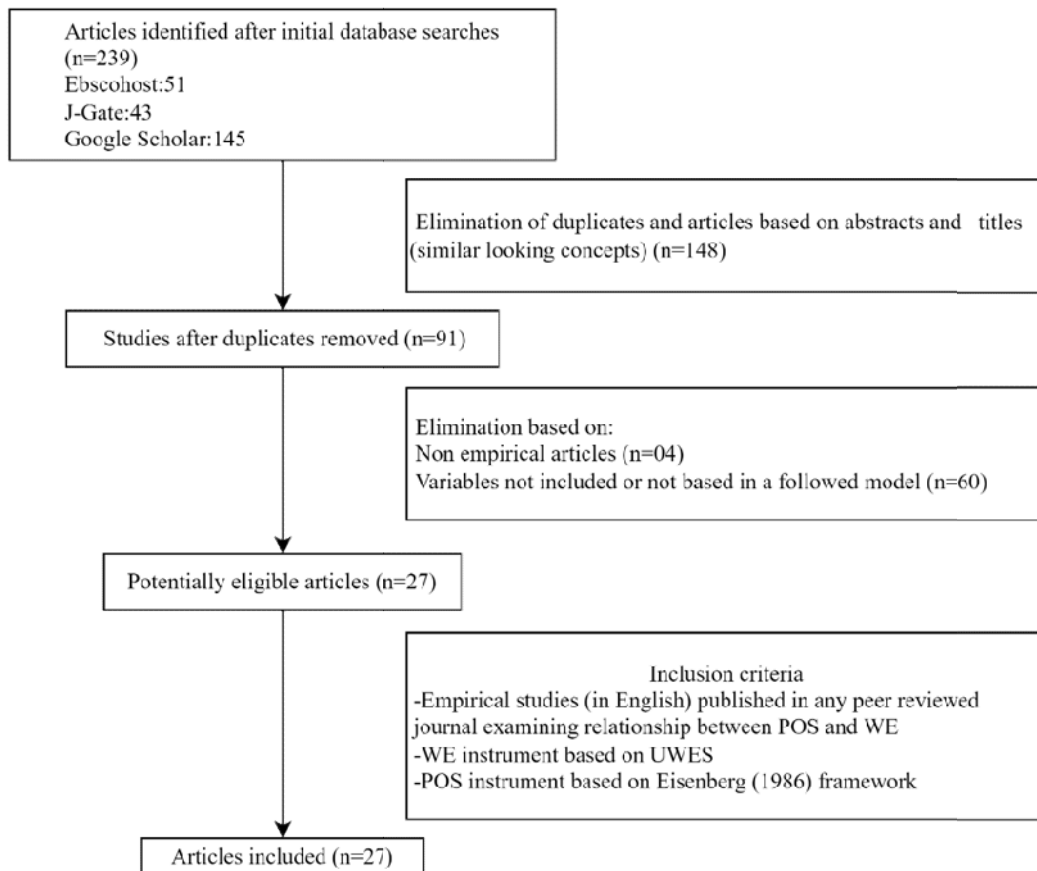 Articles identified after initial database searches
(n=239)
Ebscohost:51
J-Gate:43
Google Scholar:145
Elimination of duplicates and articles based on abstracts and titles
(similar looking concepts) (n=148)
Studies after duplicates removed (n=91)
Elimination based on:
Non empirical articles (n=04)
Variables not included or not based in a followed model (n=60)
Potentially eligible articles (n=27)
Inclusion criteria
-Empirical studies (in English) published in any peer reviewed
journal examining relationship between POS and WE
-WE instrument based on UWES
-POS instrument based on Eisenberg (1986) framework
Articles included (n=27)